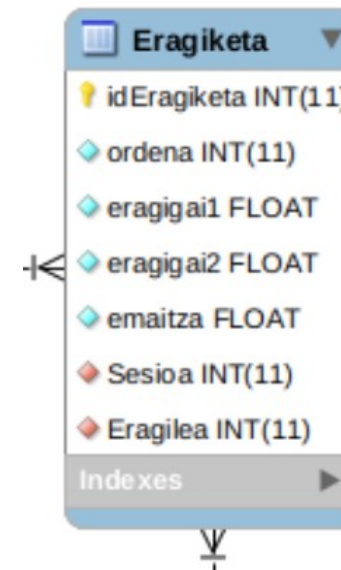 Eragiketa
idEragiketa INT(11)
ordena INT(11)
eragigai1 FLOAT
eragigai2 FLOAT
emaitza FLOAT
Sesioa INT(11)
Eragilea INT(11)
Indexes